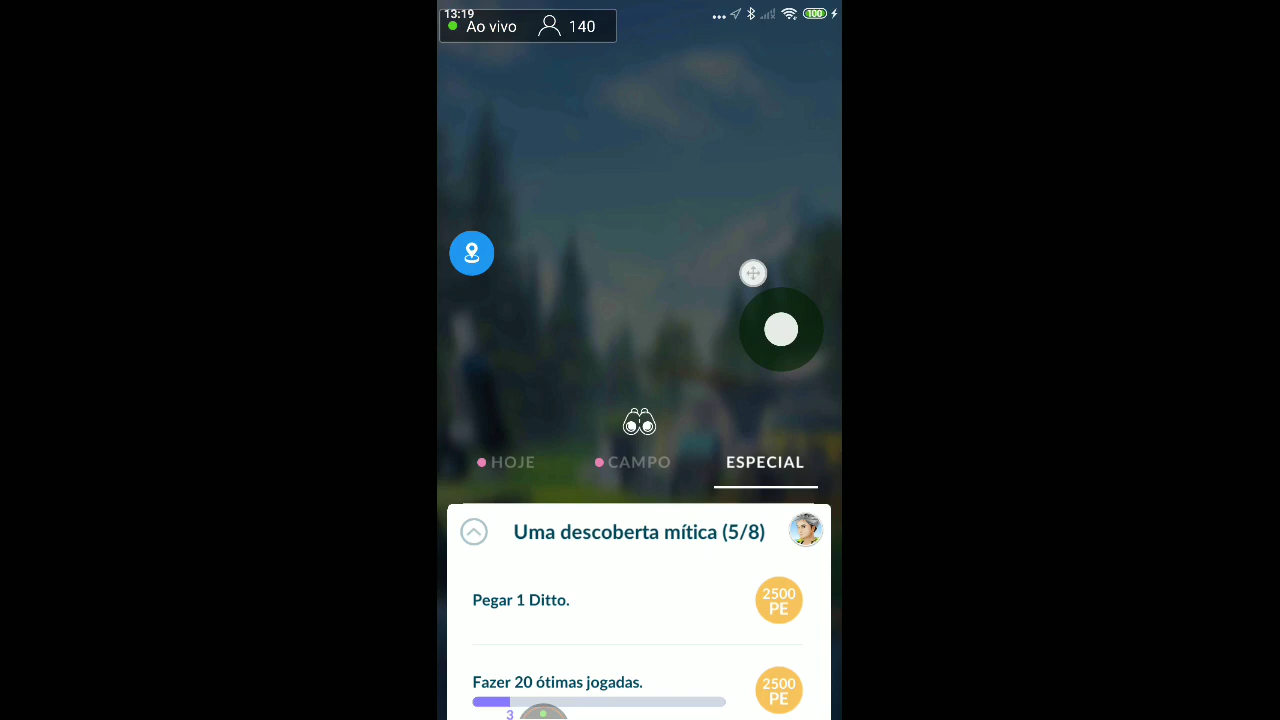 13:19
100
Ao vivo
140
HOJE
CAMPO
ESPECIAL
Uma descoberta mítica (5/8)
Pegar 1 Ditto.
2500
PE
Fazer 20 ótimas jogadas.
2500
PE
3